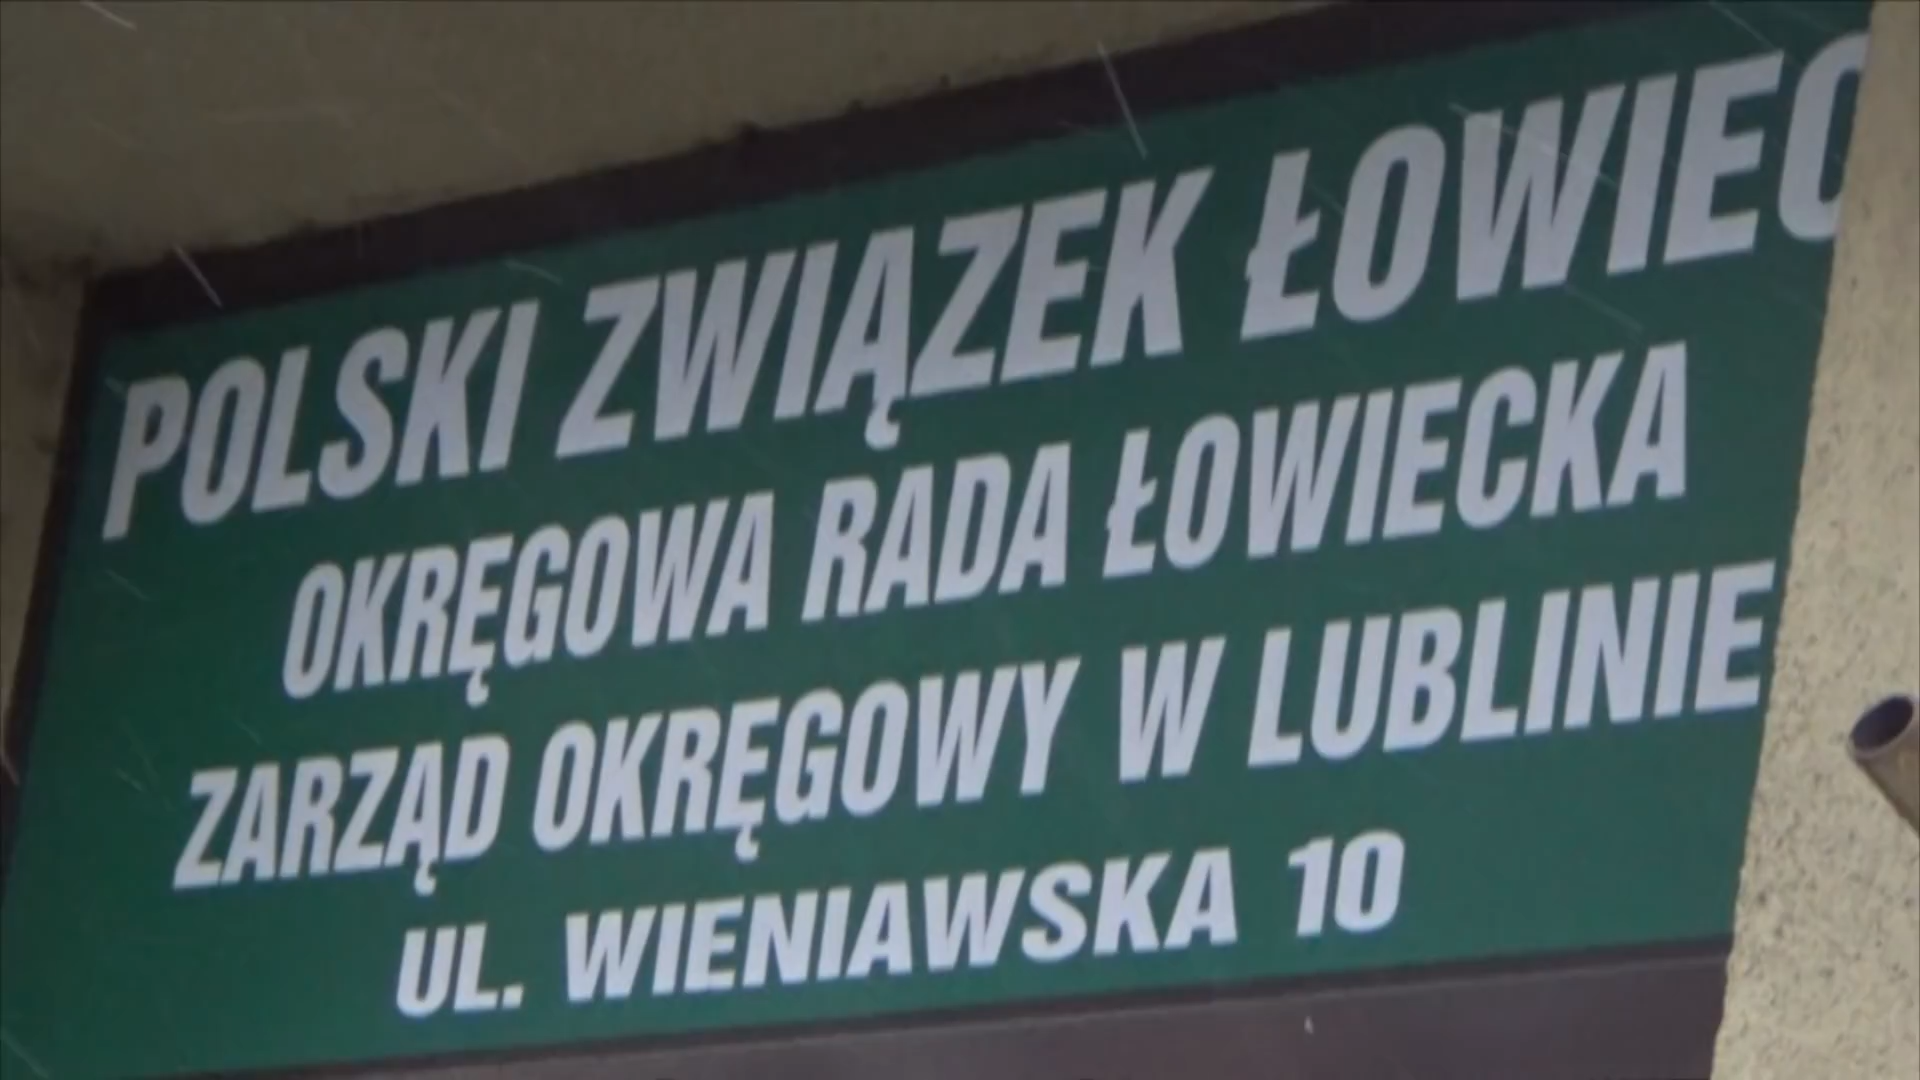 POLSKI ZWIĄZEK ŁOWIEC
OKRĘGOWA RADA ŁOWIECKA
ZARZĄD OKRĘGOWY W LUBLINIE
UL. WIENIAWSKA 10